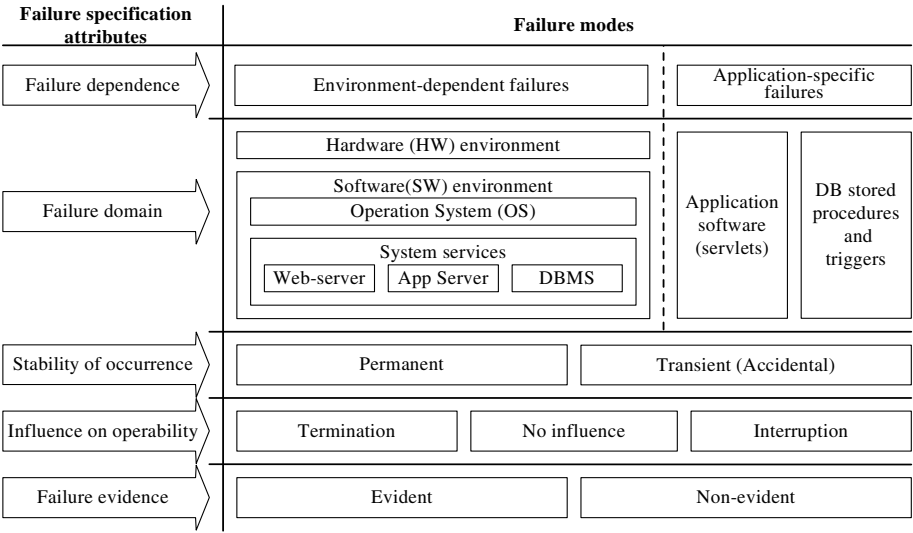 Failure specification
attributes
Failure modes
Failure dependence
Environment-dependent failures
Application-specific
failures
Failure domain
Hardware (HW) environment
Software(SW) environment
Operation System (OS)
System services
Web-server
App Server
DBMS
Application
software
(servlets)
DB stored
procedures
and
triggers
Stability of occurrence
Permanent
Transient (Accidental)
Influence on operability
Termination
No influence
Interruption
Failure evidence
Evident
Non-evident